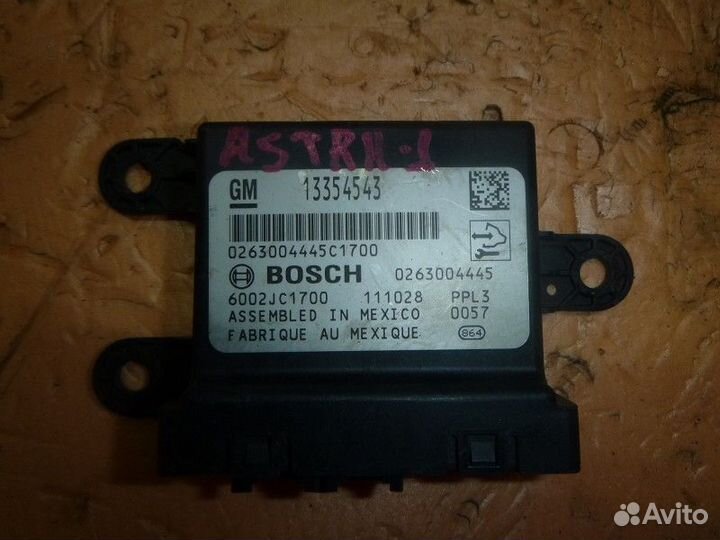 ASTRA-J
GM 13354543
0263004445C1700
BOSCH 0263004445
6002JC1700 111028 PPL3
ASSEMBLED IN MEXICO 0057
FABRIQUE AU MEXIQUE 864
Avito